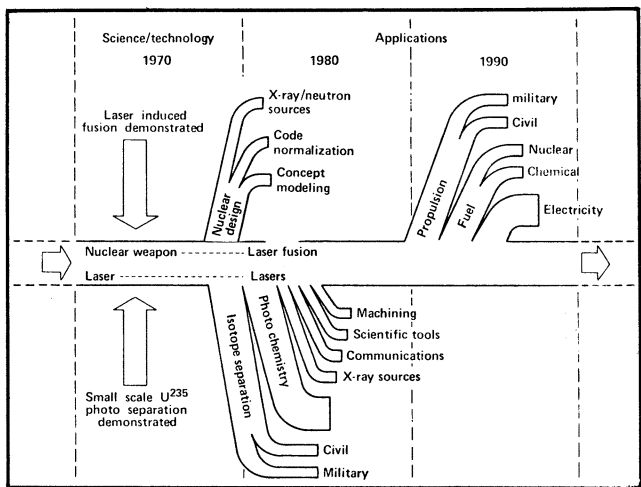 Science/technology
Applications
1970
1980
1990
Laser induced
fusion demonstrated
X-ray/neutron
sources
Code
normalization
Concept
modeling
Nuclear
design
military
Civil
Nuclear
Chemical
Electricity
Propulsion
Fuel
Nuclear weapon ---------- Laser fusion
Laser ---------------------- Lasers
Isotope separation
Photo chemistry
Machining
Scientific tools
Communications
X-ray sources
Small scale U235
photo separation
demonstrated
Civil
Military